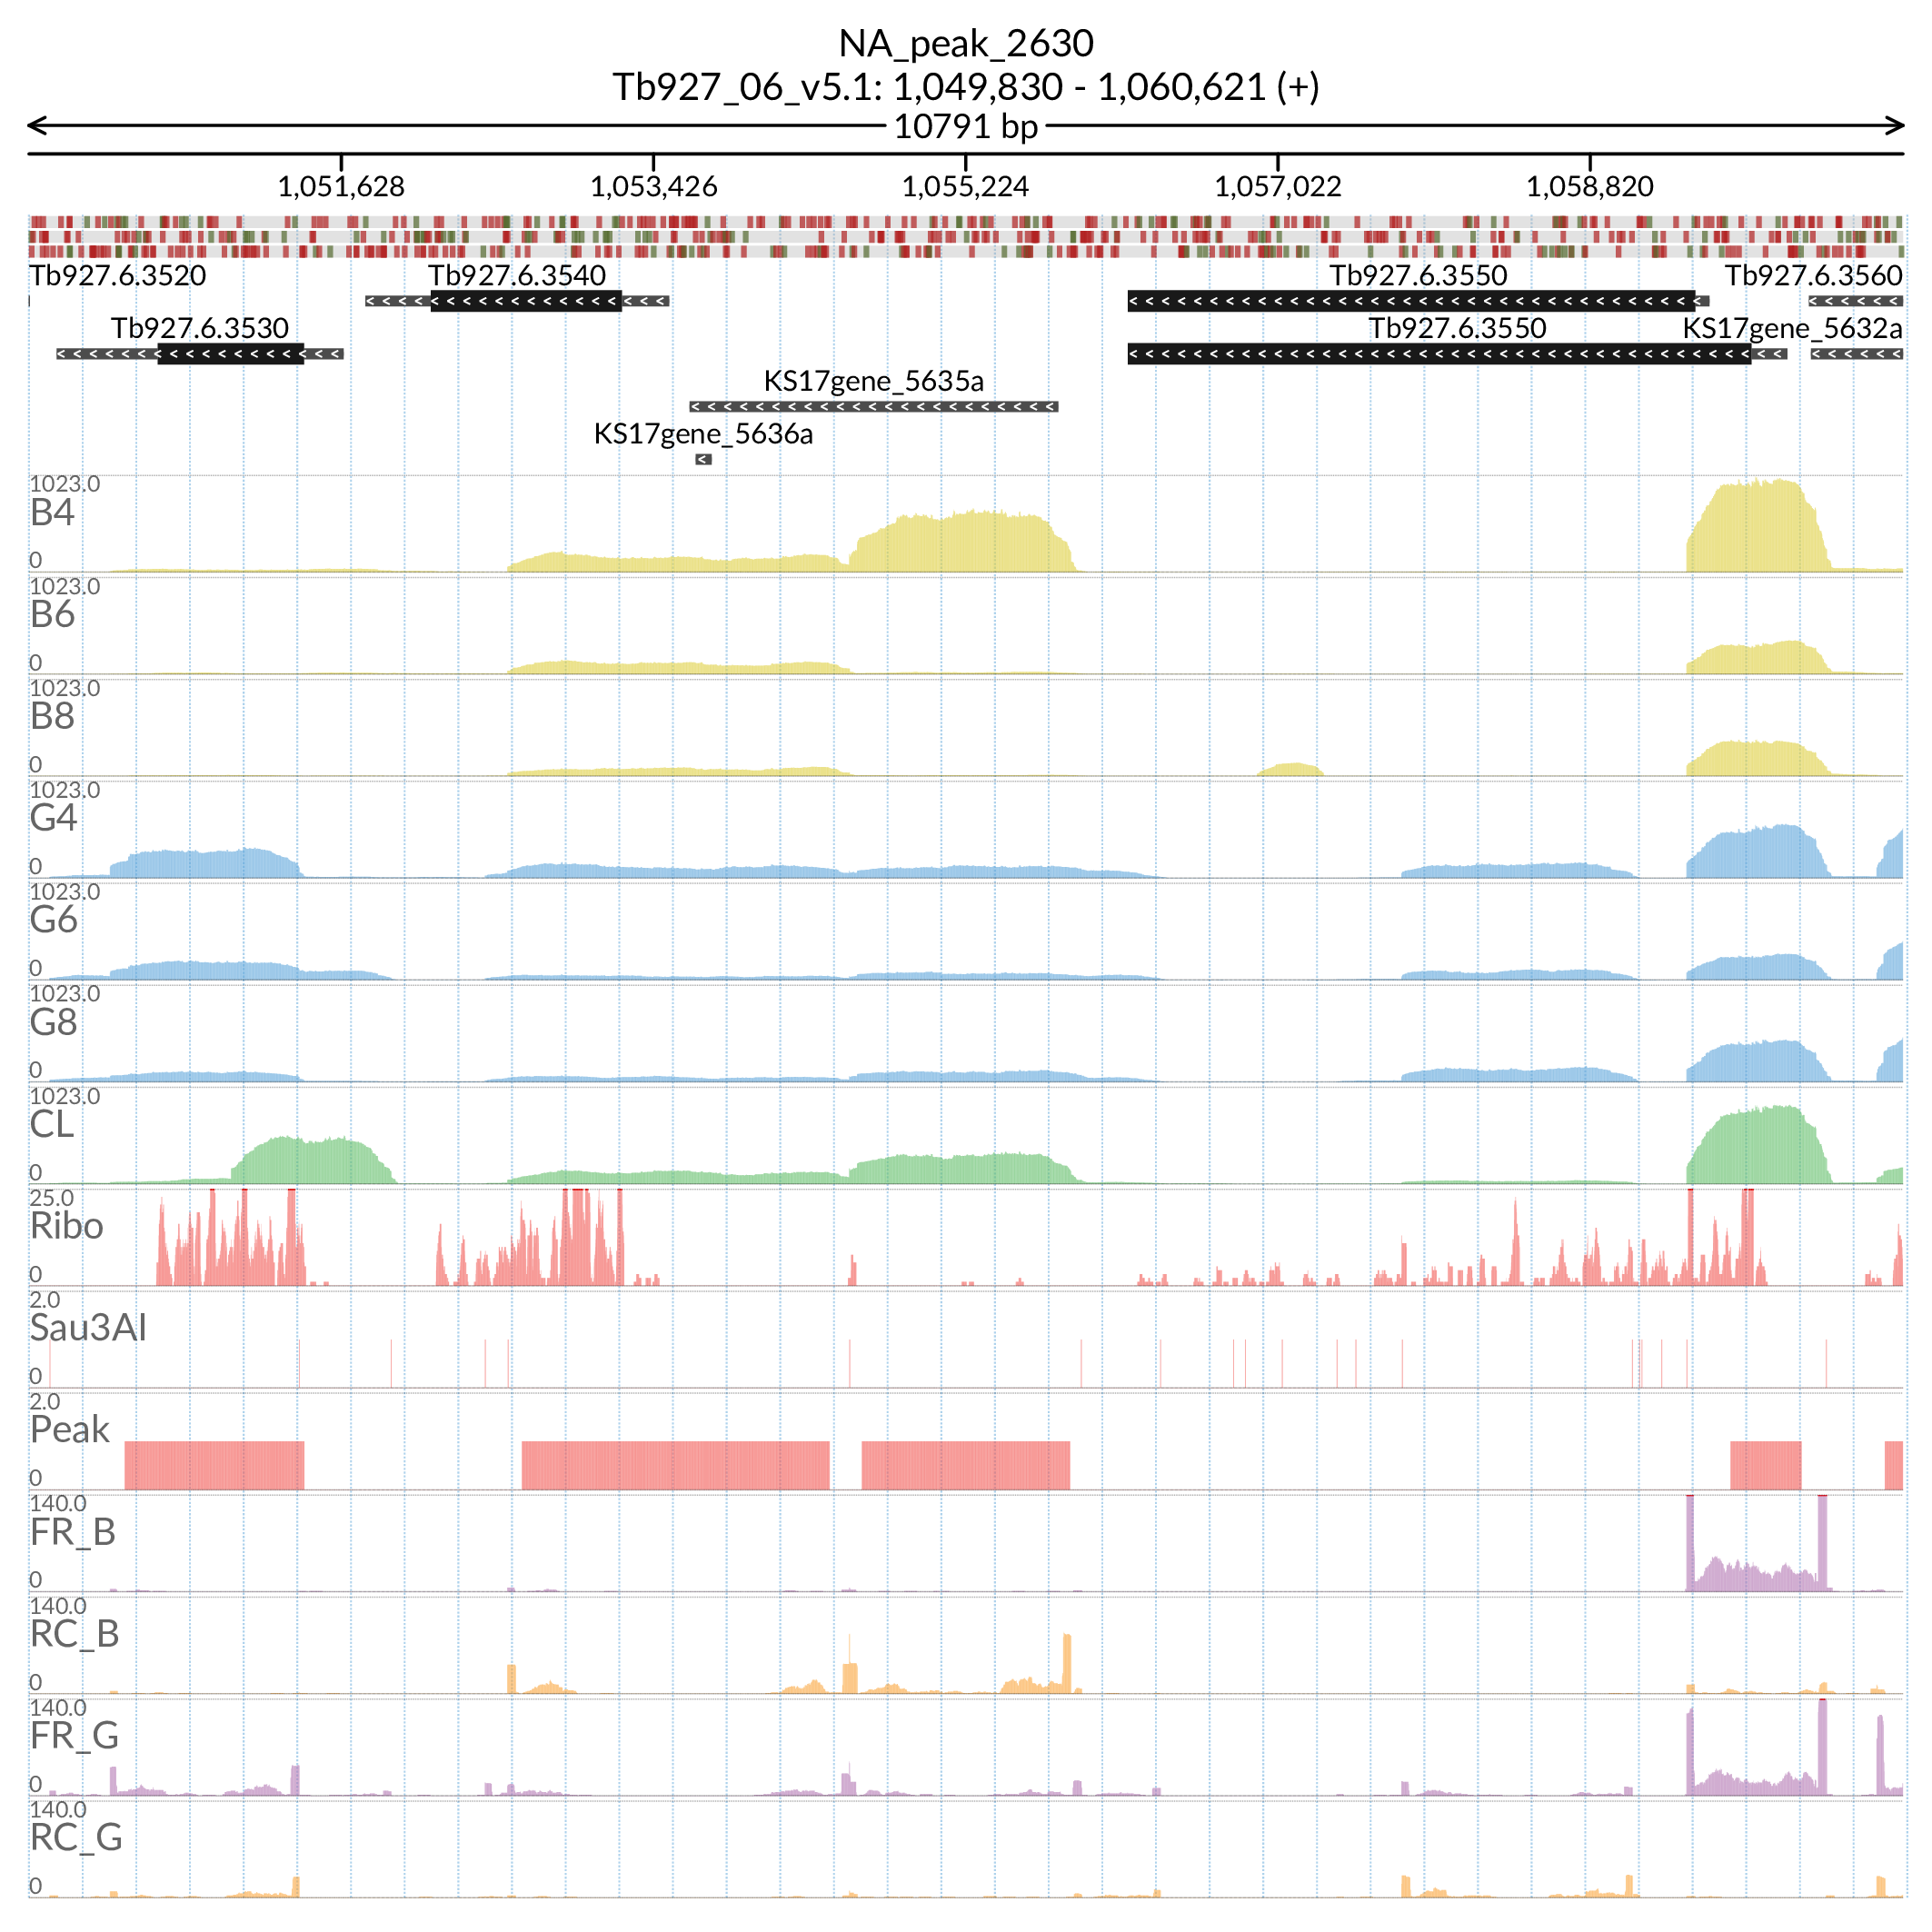 NA_peak_2630
Tb927_06_v5.1: 1,049,830 - 1,060,621 (+)
10791 bp
1,051,628 1,053,426 1,055,224 1,057,022 1,058,820
Tb927.6.3520 Tb927.6.3540 Tb927.6.3550 Tb927.6.3560
Tb927.6.3530 Tb927.6.3550 KS17gene_5632a
KS17gene_5635a
KS17gene_5636a
1023.0
B4
0
1023.0
B6
0
1023.0
B8
0
1023.0
G4
0
1023.0
G6
0
1023.0
G8
0
1023.0
CL
0
25.0
Ribo
0
2.0
Sau3AI
0
2.0
Peak
0
140.0
FR_B
0
140.0
RC_B
0
140.0
FR_G
0
140.0
RC_G
0